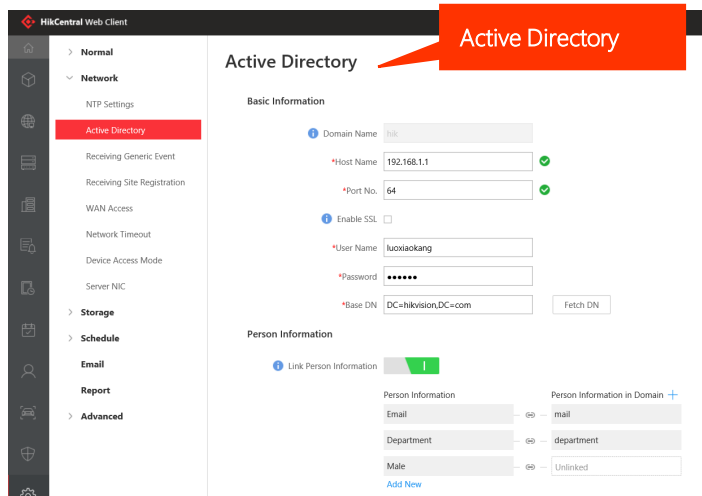 HikCentral Web Client
Active Directory
Normal
Network
NTP Settings
Active Directory
Receiving Generic Event
Receiving Site Registration
WAN Access
Network Timeout
Device Access Mode
Server NIC
Storage
Schedule
Email
Report
Advanced
Active Directory
Basic Information
Domain Name hik
*Host Name 192.168.1.1
*Port No. 64
Enable SSL
*User Name luoxiaokang
*Password ●●●●●●
*Base DN DC=hikvision,DC=com Fetch DN
Person Information
Link Person Information
Person Information Person Information in Domain +
Email mail
Department department
Male Unlinked
Add New